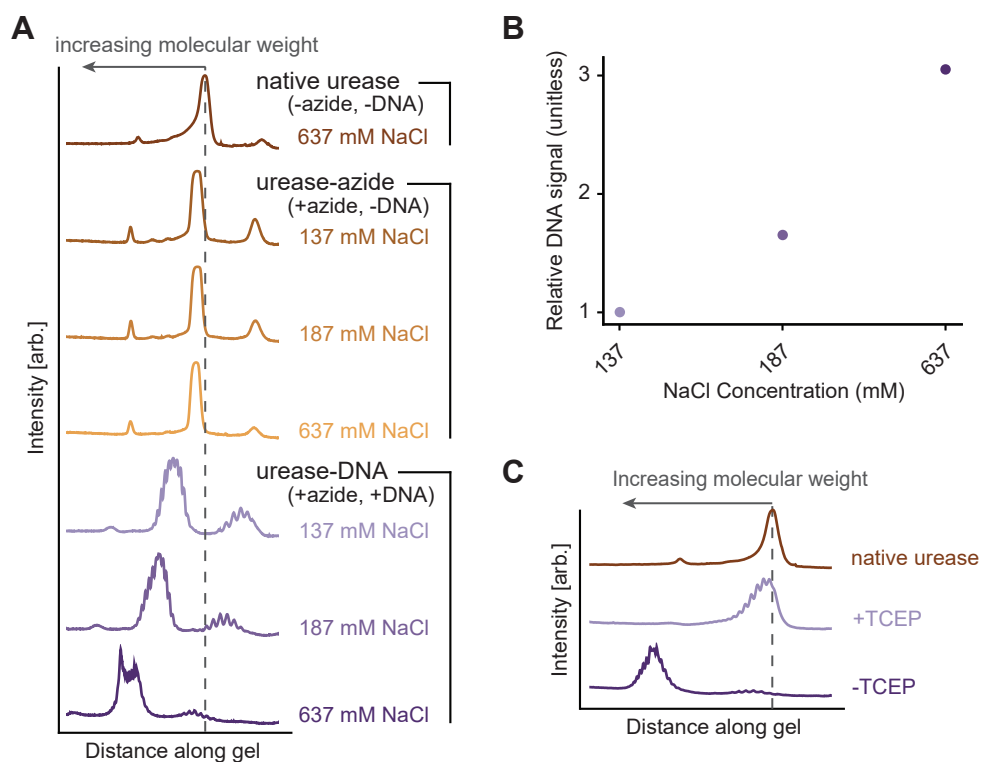 A
increasing molecular weight
native urease
(-azide, -DNA)
637 mM NaCl
urease-azide
(+azide, -DNA)
137 mM NaCl
187 mM NaCl
637 mM NaCl
urease-DNA
(+azide, +DNA)
137 mM NaCl
187 mM NaCl
637 mM NaCl
Intensity [arb.]
Distance along gel
B
Relative DNA signal (unitless)
3
2
1
137
187
637
NaCl Concentration (mM)
C
Increasing molecular weight
native urease
+TCEP
-TCEP
Intensity [arb.]
Distance along gel